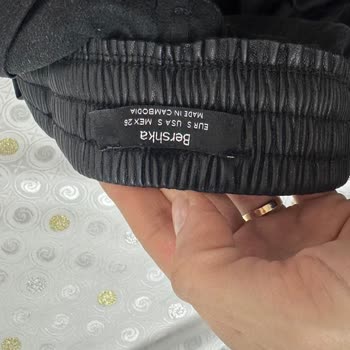 Bershka
EUR S USA S MEX 26
MADE IN CAMBODIA